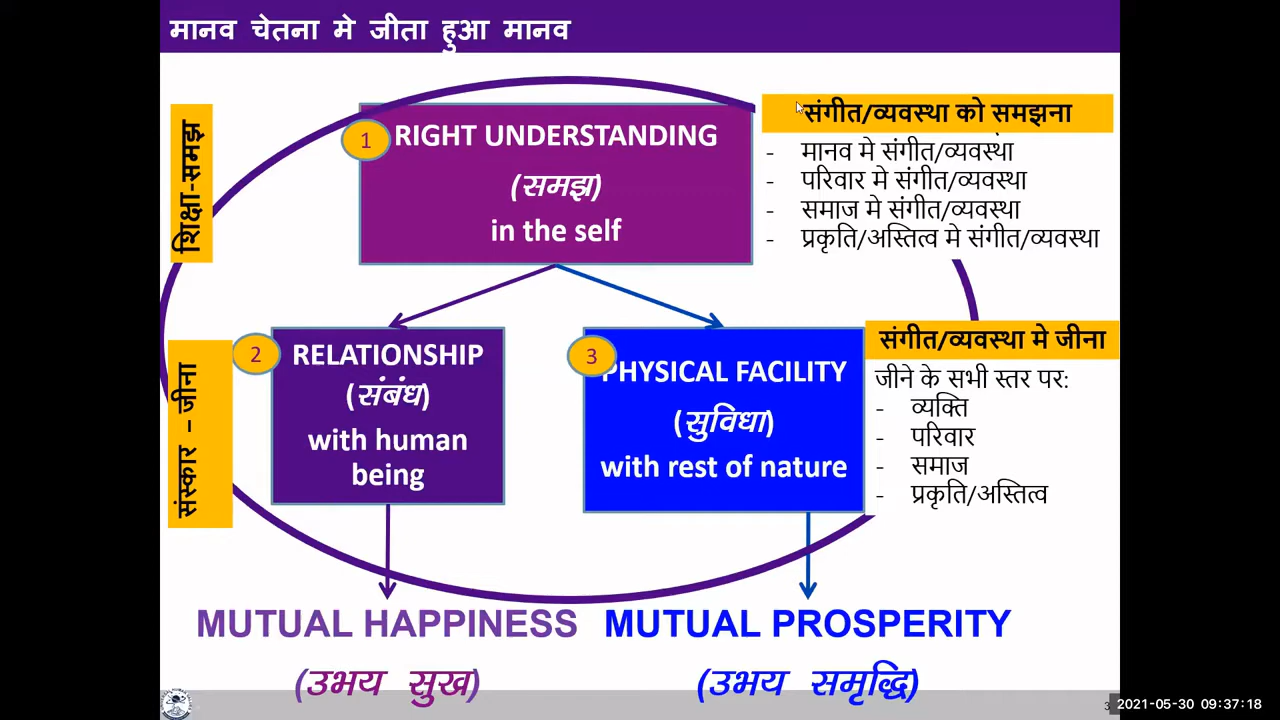 मानव चेतना मे जीता हुआ मानव
शिक्षा-समझ
1
RIGHT UNDERSTANDING
(समझ)
in the self
संगीत/व्यवस्था को समझना
- मानव मे संगीत/व्यवस्था
- परिवार मे संगीत/व्यवस्था
- समाज मे संगीत/व्यवस्था
- प्रकृति/अस्तित्व मे संगीत/व्यवस्था
संस्कार – जीना
2
RELATIONSHIP
(संबंध)
with human
being
3
PHYSICAL FACILITY
(सुविधा)
with rest of nature
संगीत/व्यवस्था मे जीना
जीने के सभी स्तर पर:
- व्यक्ति
- परिवार
- समाज
- प्रकृति/अस्तित्व
MUTUAL HAPPINESS
(उभय सुख)
MUTUAL PROSPERITY
(उभय समृद्धि)
3
2021-05-30 09:37:18